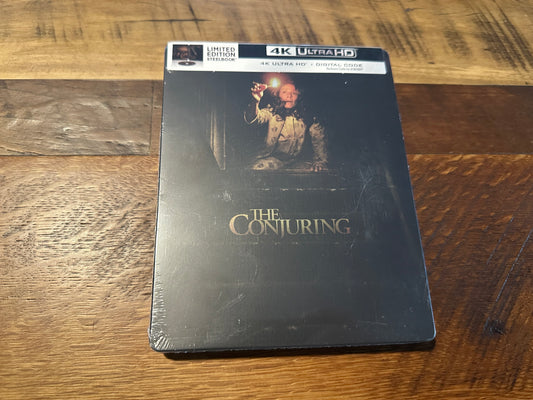 LIMITED
EDITION
STEELBOOK
4K ULTRA HD
4K ULTRA HD + DIGITAL CODE
THE
CONJURING